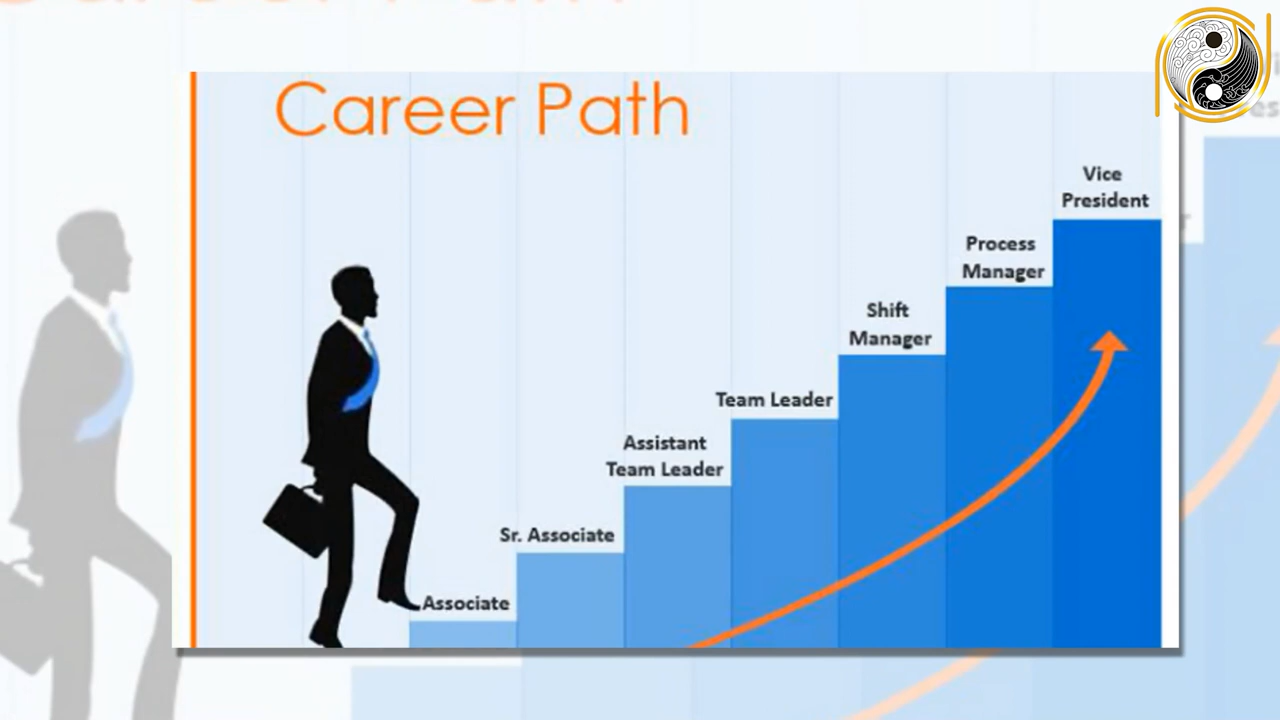 Career Path
Vice
President
Process
Manager
Shift
Manager
Team Leader
Assistant
Team Leader
Sr. Associate
Associate